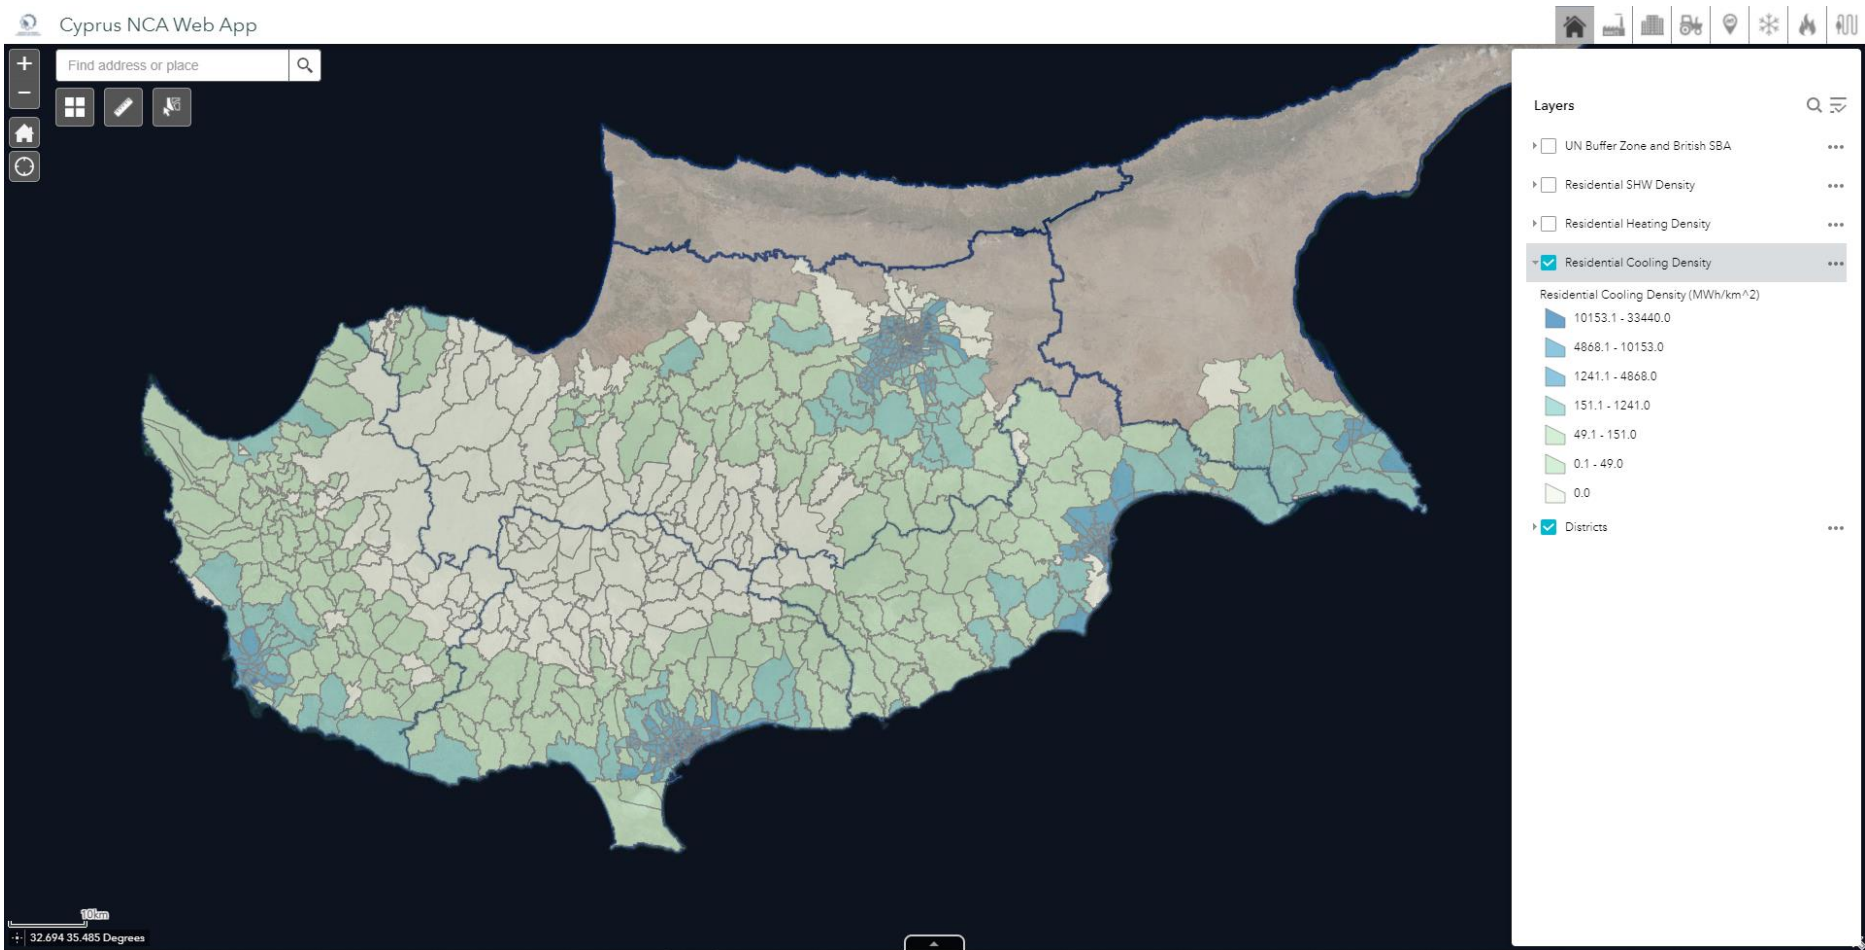 Cyprus NCA Web App
Find address or place
Layers
UN Buffer Zone and British SBA
Residential SHW Density
Residential Heating Density
Residential Cooling Density
Residential Cooling Density (MWh/km^2)
10153.1 - 33440.0
4868.1 - 10153.0
1241.1 - 4868.0
151.1 - 1241.0
49.1 - 151.0
0.1 - 49.0
0.0
Districts
10km
32.694 35.485 Degrees